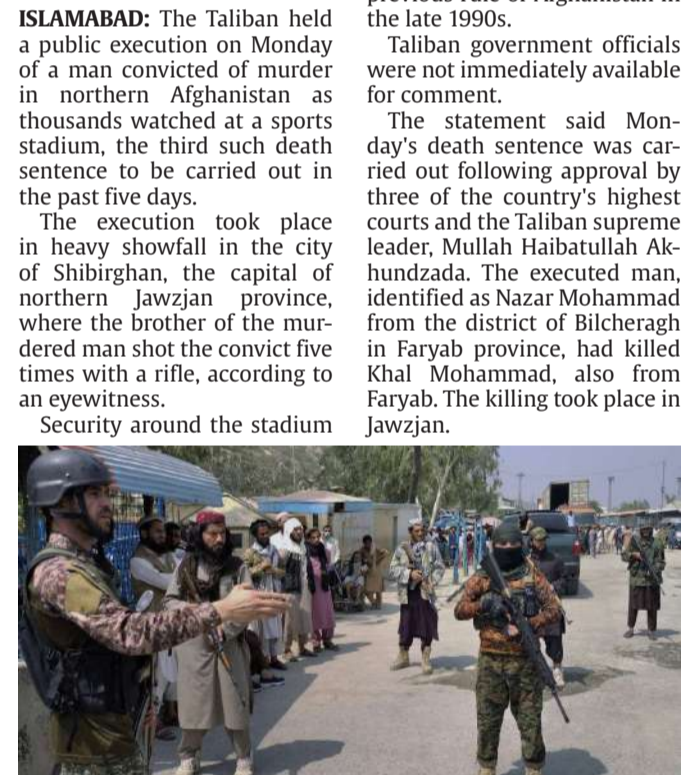 ISLAMABAD: The Taliban held
a public execution on Monday
of a man convicted of murder
in northern Afghanistan as
thousands watched at a sports
stadium, the third such death
sentence to be carried out in
the past five days.
The execution took place
in heavy showfall in the city
of Shibirghan, the capital of
northern Jawzjan province,
where the brother of the mur-
dered man shot the convict five
times with a rifle, according to
an eyewitness.
Security around the stadium
the late 1990s.
Taliban government officials
were not immediately available
for comment.
The statement said Mon-
day's death sentence was car-
ried out following approval by
three of the country's highest
courts and the Taliban supreme
leader, Mullah Haibatullah Ak-
hundzada. The executed man,
identified as Nazar Mohammad
from the district of Bilcheragh
in Faryab province, had killed
Khal Mohammad, also from
Faryab. The killing took place in
Jawzjan.